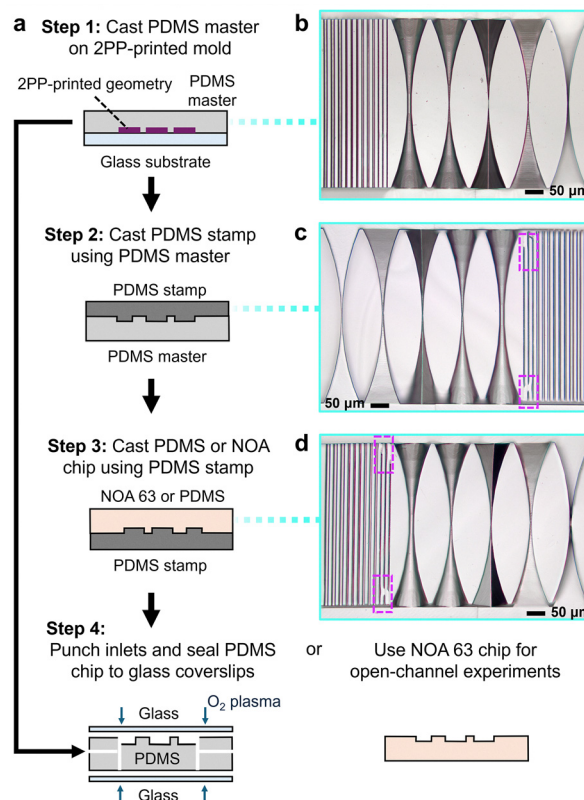 a
Step 1: Cast PDMS master
on 2PP-printed mold
2PP-printed geometry
PDMS
master
Glass substrate
Step 2: Cast PDMS stamp
using PDMS master
PDMS stamp
PDMS master
Step 3: Cast PDMS or NOA
chip using PDMS stamp
NOA 63 or PDMS
PDMS stamp
Step 4:
Punch inlets and seal PDMS
chip to glass coverslips
or
Use NOA 63 chip for
open-channel experiments
O₂ plasma
Glass
PDMS
Glass
b
50 µm
c
50 µm
d
50 µm